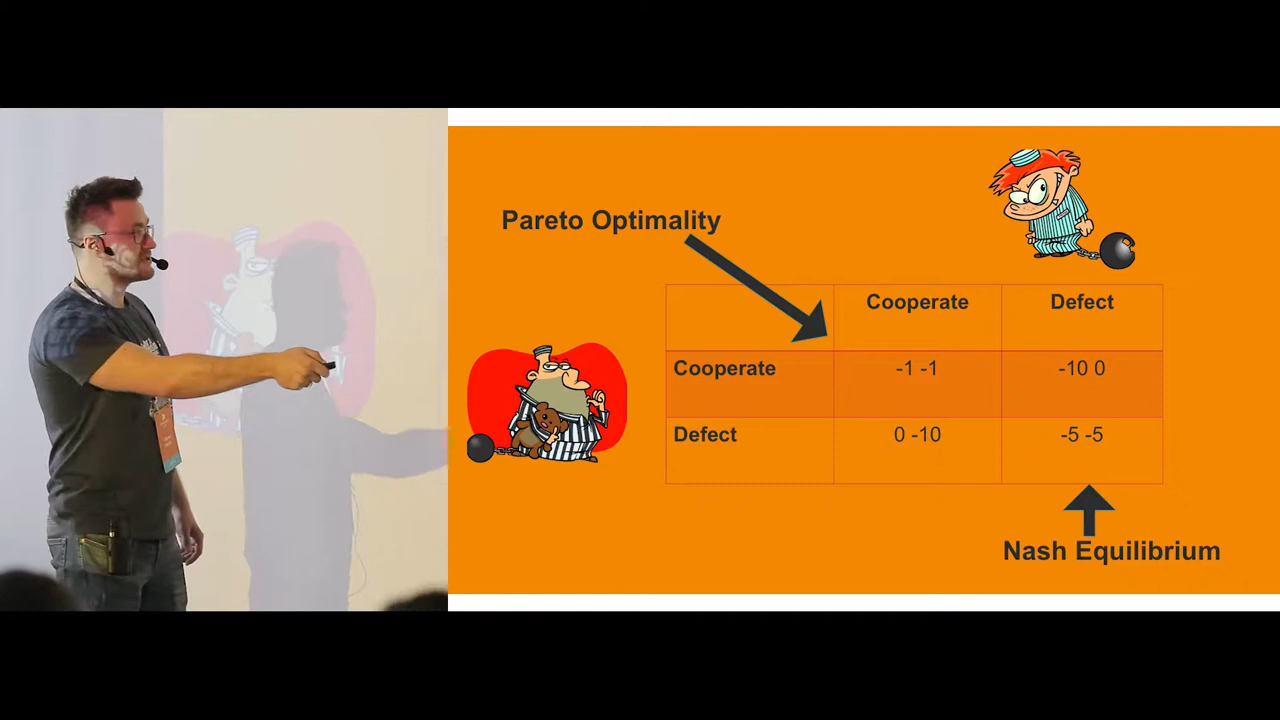 Pareto Optimality
Cooperate Defect
Cooperate -1 -1 -10 0
Defect 0 -10 -5 -5
Nash Equilibrium